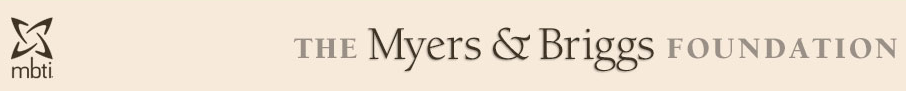 mbti
THE Myers & Briggs FOUNDATION